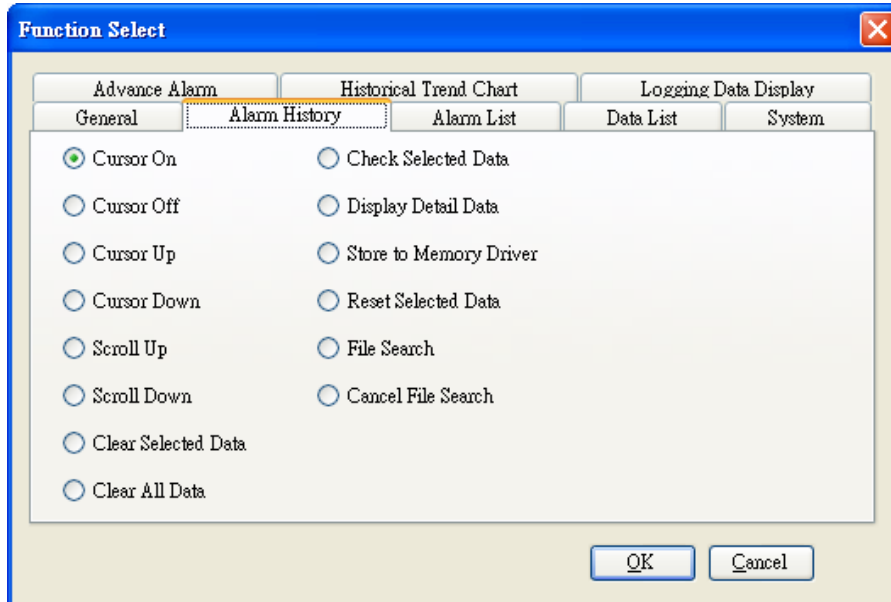 Function Select
Advance Alarm Historical Trend Chart Logging Data Display
General Alarm History Alarm List Data List System
Cursor On Check Selected Data
Cursor Off Display Detail Data
Cursor Up Store to Memory Driver
Cursor Down Reset Selected Data
Scroll Up File Search
Scroll Down Cancel File Search
Clear Selected Data
Clear All Data
OK Cancel